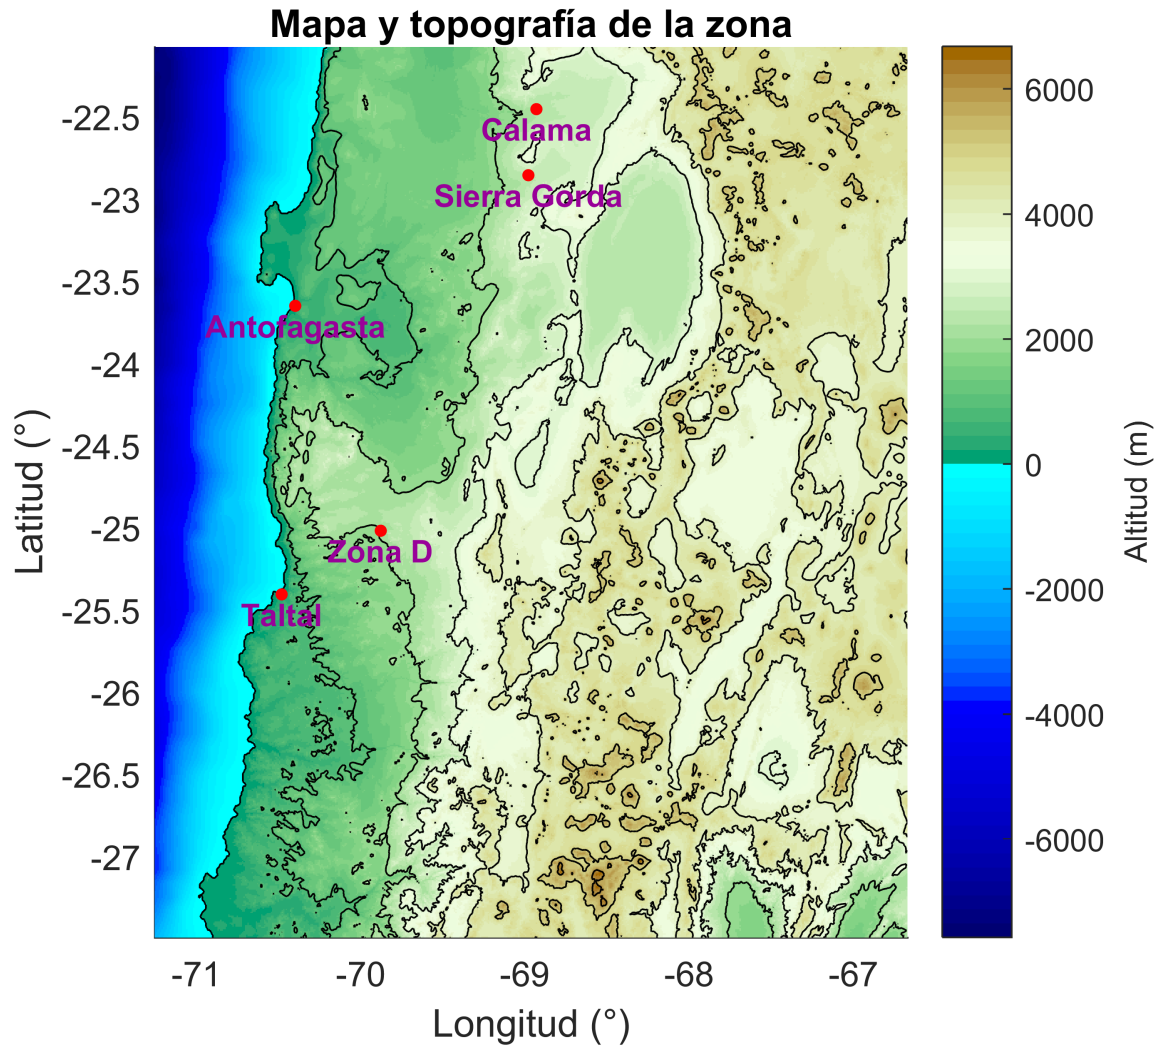 Mapa y topografía de la zona
-22.5
-23
-23.5
-24
-24.5
-25
-25.5
-26
-26.5
-27
Latitud (°)
Calama
Sierra Gorda
Antofagasta
Zona D
Taltal
-71
-70
-69
-68
-67
Longitud (°)
6000
4000
2000
0
-2000
-4000
-6000
Altitud (m)